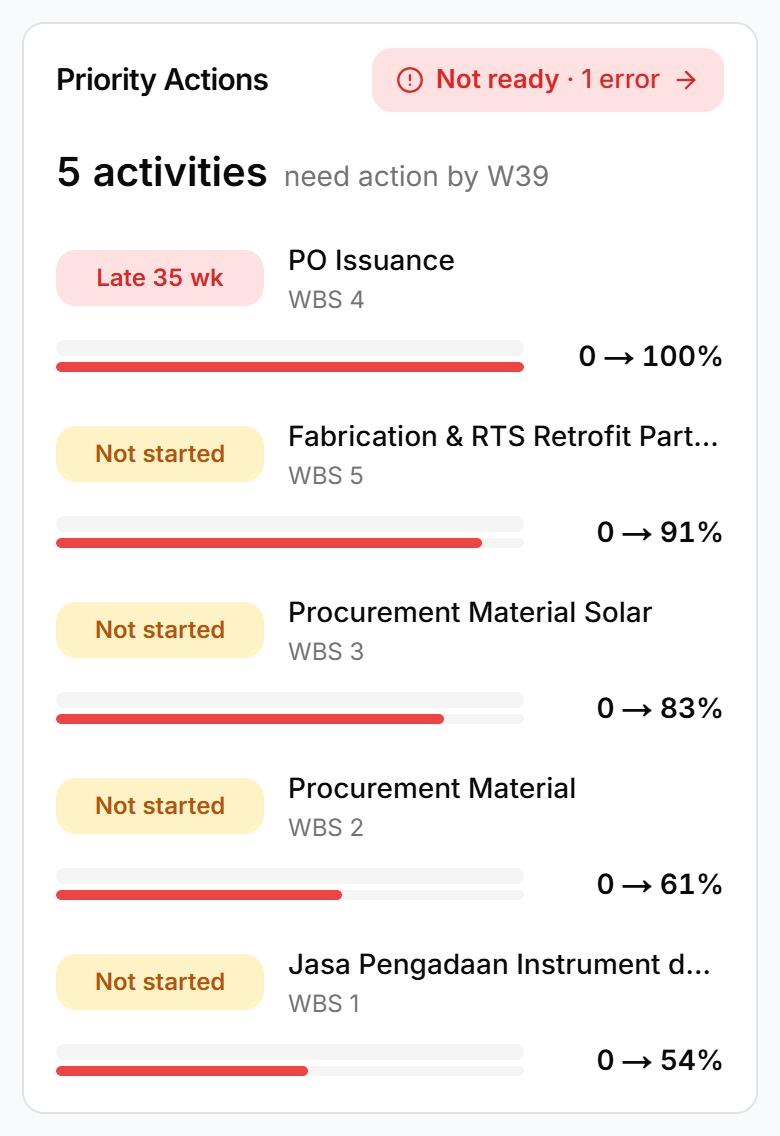 Priority Actions
Not ready · 1 error →
5 activities need action by W39
Late 35 wk
PO Issuance
WBS 4
0 → 100%
Not started
Fabrication & RTS Retrofit Part...
WBS 5
0 → 91%
Not started
Procurement Material Solar
WBS 3
0 → 83%
Not started
Procurement Material
WBS 2
0 → 61%
Not started
Jasa Pengadaan Instrument d...
WBS 1
0 → 54%